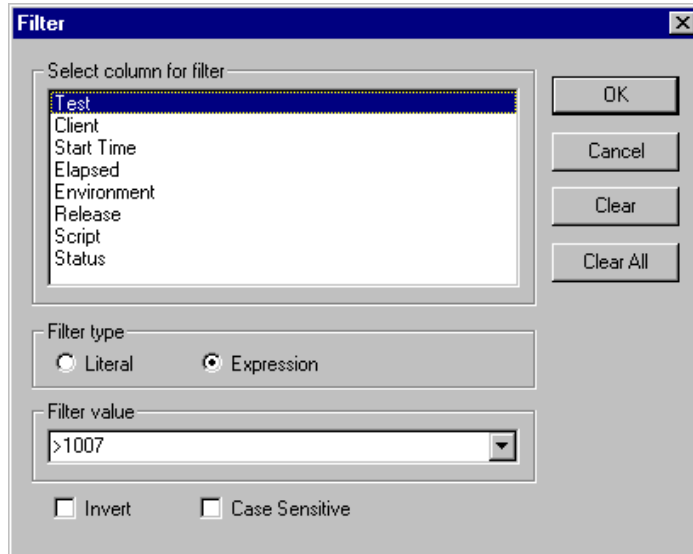 Filter
Select column for filter
Test
Client
Start Time
Elapsed
Environment
Release
Script
Status
OK
Cancel
Clear
Clear All
Filter type
Literal Expression
Filter value
>1007
Invert Case Sensitive